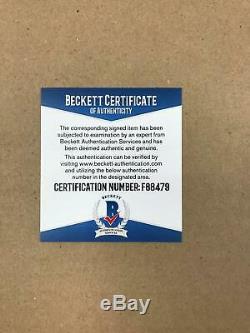 BECKETT CERTIFICATE
OF AUTHENTICITY
The corresponding signed item has been
subjected to examination by an expert from
Beckett Authentication Services and has
been deemed authentic and genuine.
This authentication can be verified by
visiting www.beckett-authentication.com
and entering the below authentication
number in the designated area.
CERTIFICATION NUMBER: F88479
BECKETT
B